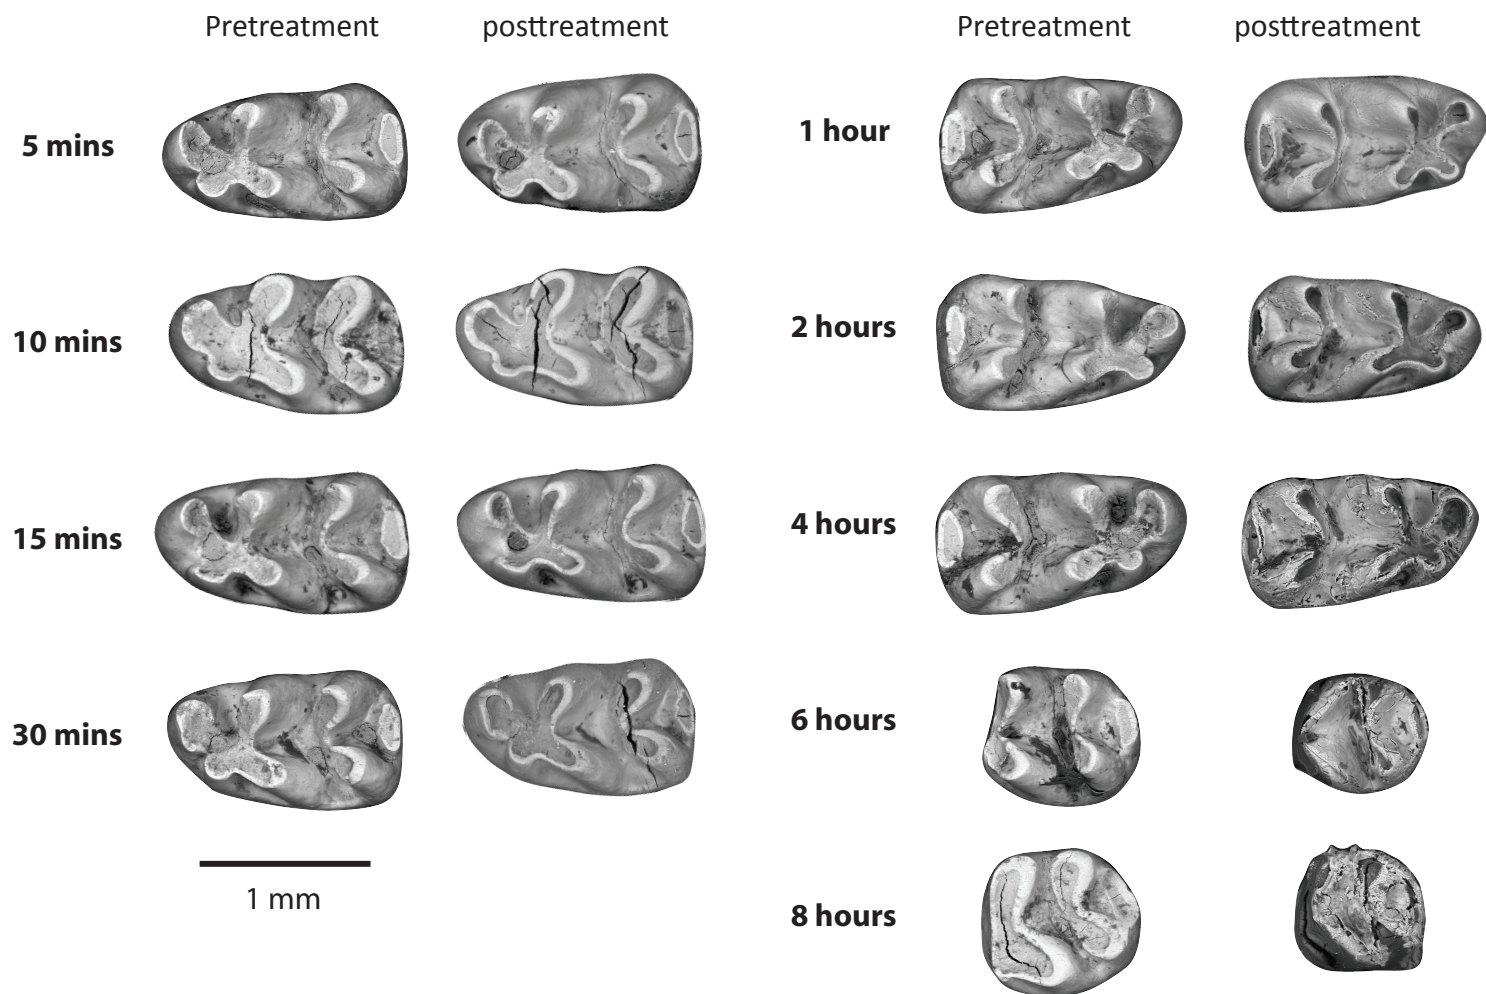 Pretreatment posttreatment Pretreatment posttreatment
5 mins 1 hour
10 mins 2 hours
15 mins 4 hours
30 mins 6 hours
1 mm
8 hours